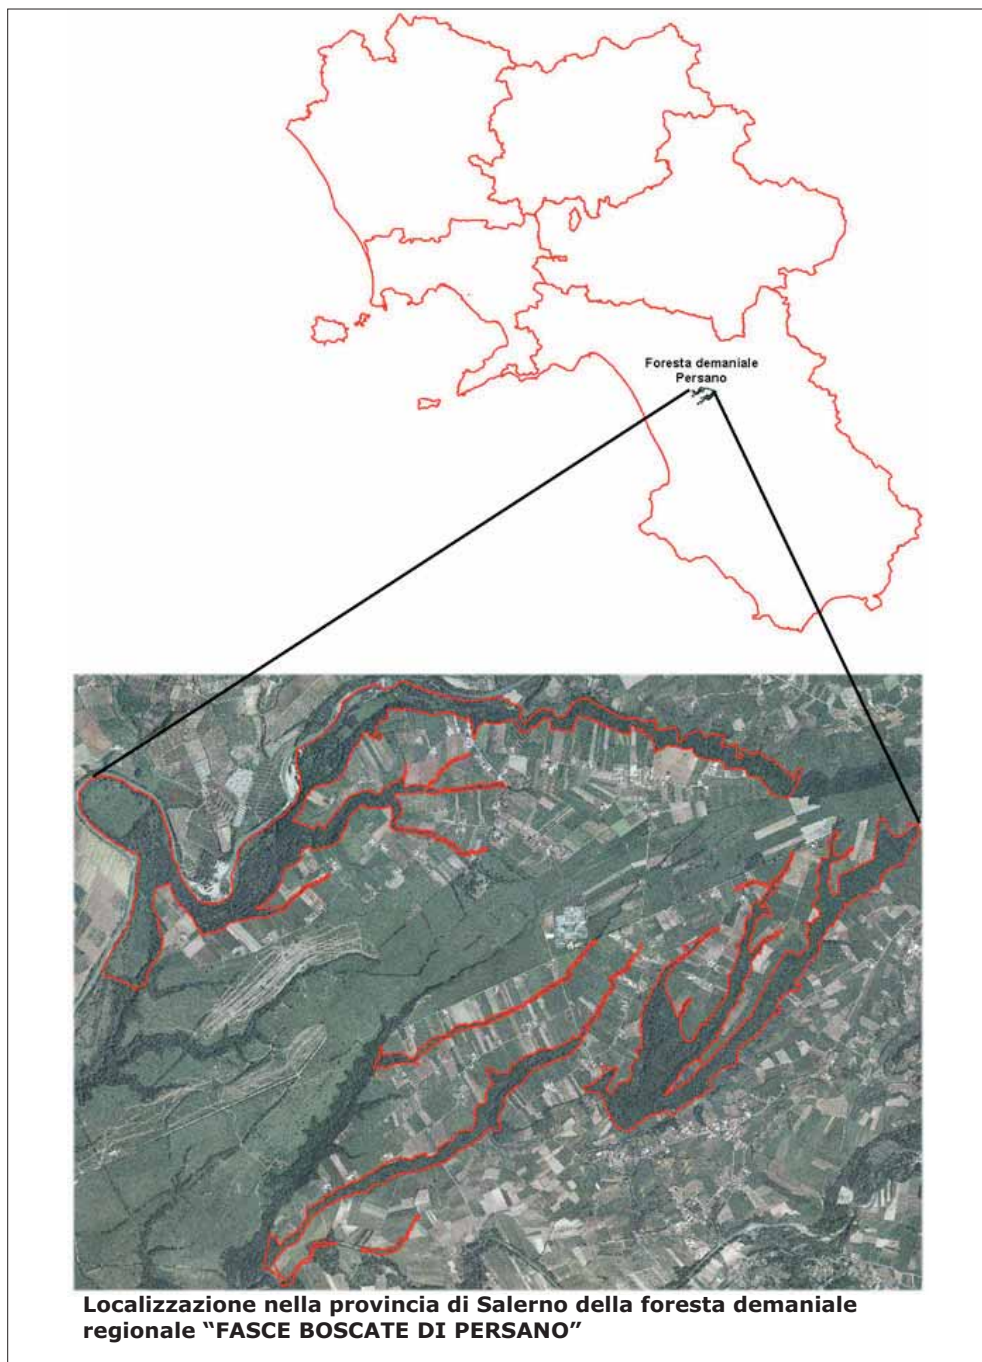 Foresta demaniale
Persano
Localizzazione nella provincia di Salerno della foresta demaniale
regionale “FASCE BOSCATE DI PERSANO”